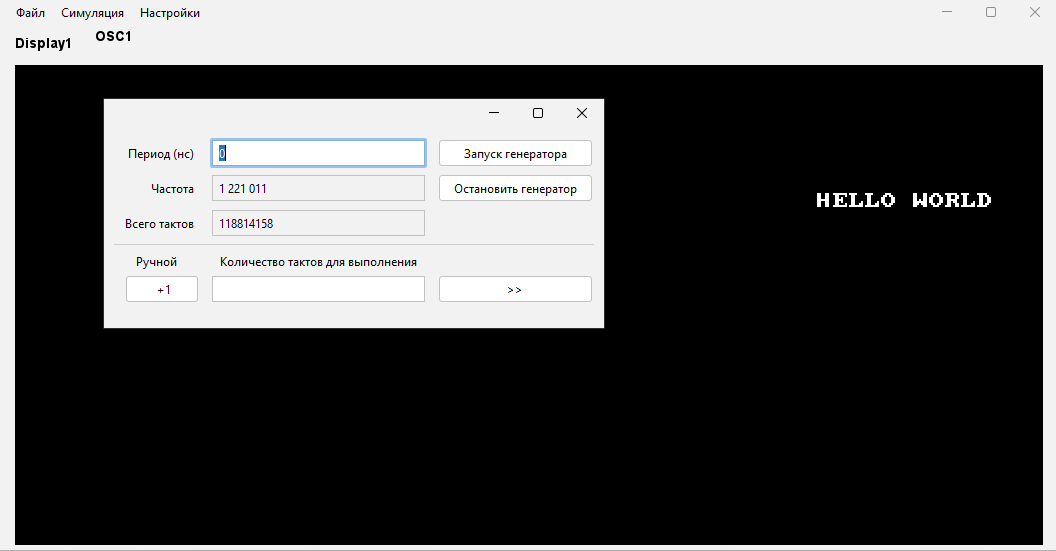 Файл Симуляция Настройки
Display1 OSC1
Период (нс) 0 Запуск генератора
HELLO WORLD
Частота 1 221 011 Остановить генератор
Всего тактов 118814158
Ручной Количество тактов для выполнения
+1 >>